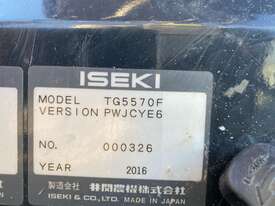 ISEKI
MODEL TG5570F
VERSION PWJCYE6
NO. 000326
YEAR 2016
製造会社 井関農機株式会社
ISEKI & CO., LTD. MADE IN JAPAN